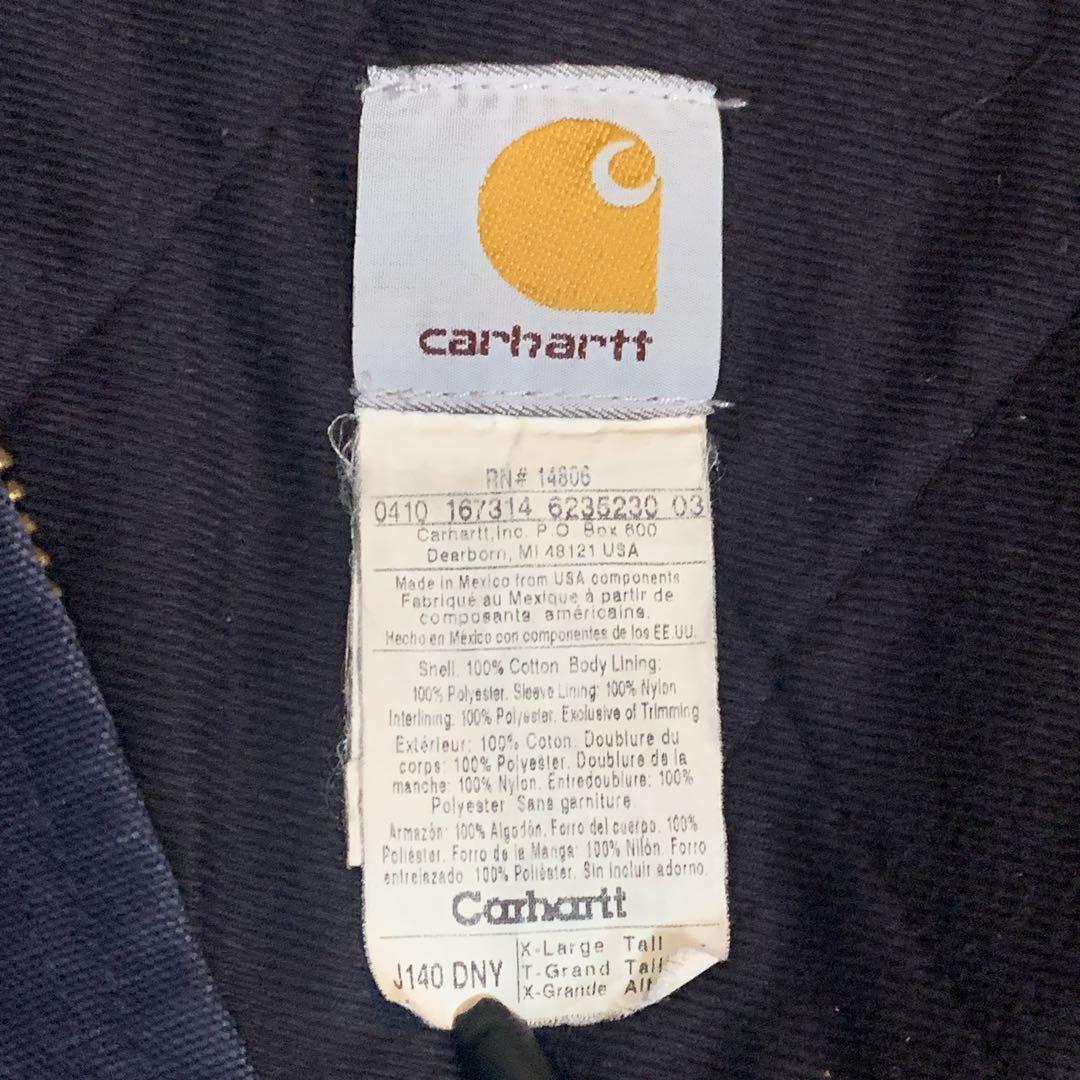 carhartt
RN# 14806
0410 167314 6235230 03
Carhartt, Inc. P.O. Box 600
Dearborn, MI 48121 USA
Made in Mexico from USA components
Fabriqué au Mexique à partir de
composants américains.
Hecho en México con componentes de los EE.UU.
Shell: 100% Cotton Body Lining:
100% Polyester. Sleeve Lining: 100% Nylon
Interlining: 100% Polyester. Exclusive of Trimming
Extérieur: 100% Coton. Doublure du
corps: 100% Polyester. Doublure de la
manche: 100% Nylon. Entredoublure: 100%
Polyester Sans garniture.
Armazón: 100% Algodón. Forro del cuerpo. 100%
Poliéster. Forro de la Manga: 100% Nilón. Forro
entrelazado 100% Poliéster. Sin incluir adorno.
Carhartt
J140 DNY
X-Large Tall
T-Grand Tall
X-Grande Alt